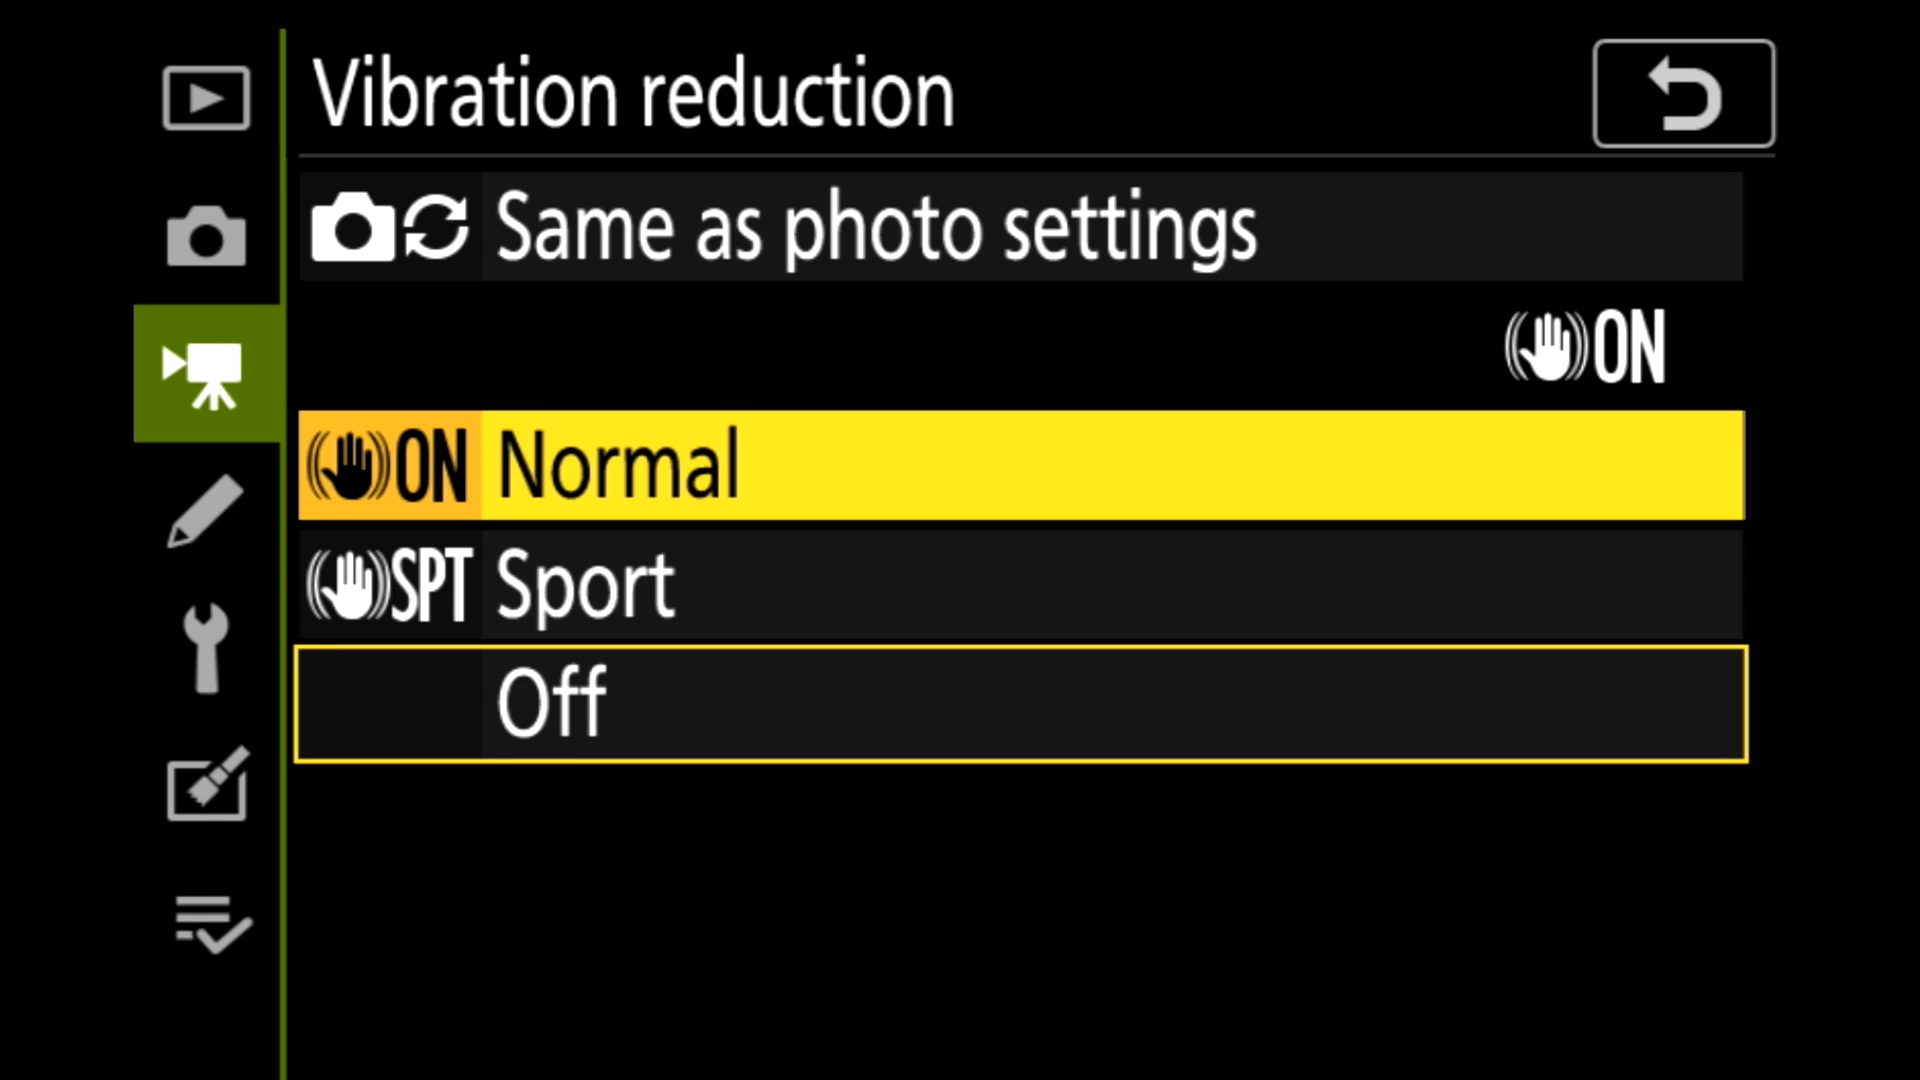 Vibration reduction
Same as photo settings
ON
ON Normal
SPT Sport
Off